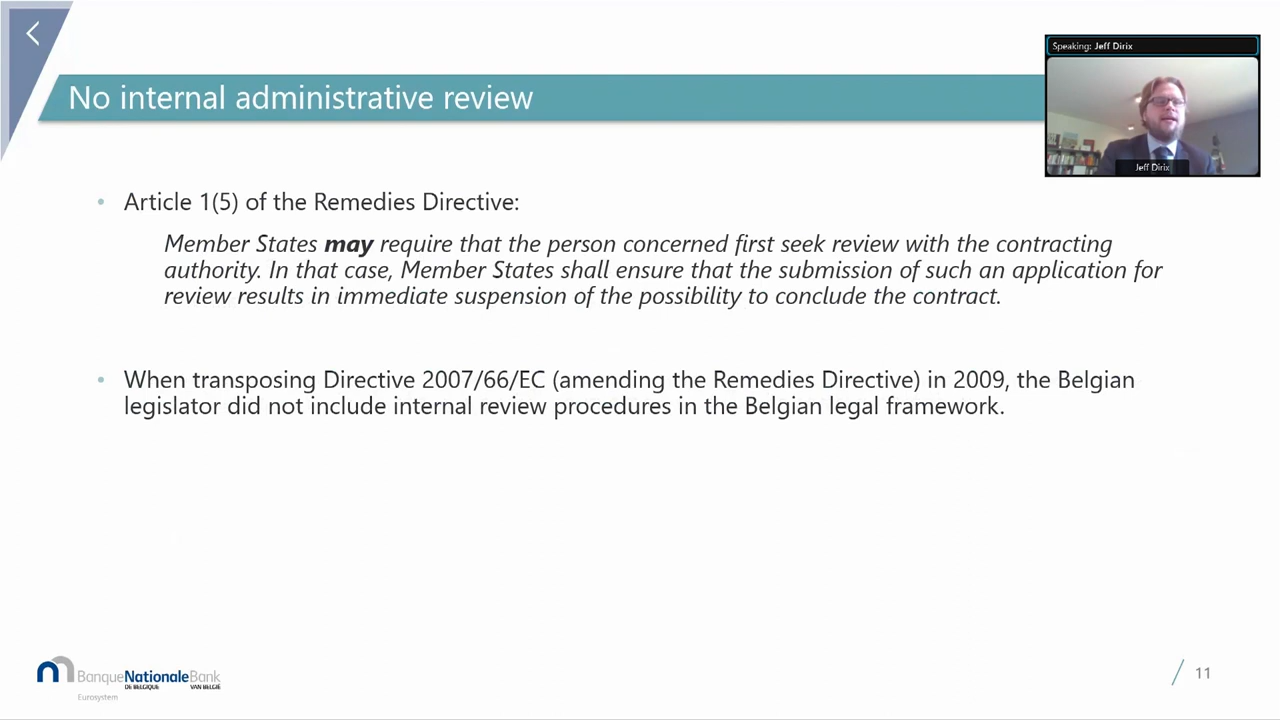 Speaking: Jeff Dirix
No internal administrative review
Jeff Dirix
• Article 1(5) of the Remedies Directive:
Member States may require that the person concerned first seek review with the contracting
authority. In that case, Member States shall ensure that the submission of such an application for
review results in immediate suspension of the possibility to conclude the contract.
• When transposing Directive 2007/66/EC (amending the Remedies Directive) in 2009, the Belgian
legislator did not include internal review procedures in the Belgian legal framework.
BanqueNationaleBank
DE BELGIQUE VAN BELGIË
Eurosystem
11